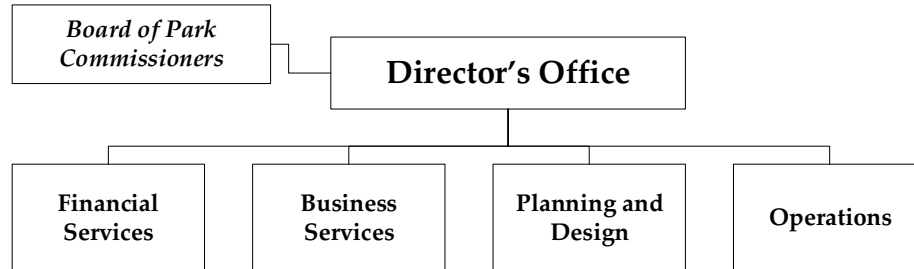 Board of Park
Commissioners
Director’s Office
Financial
Services
Business
Services
Planning and
Design
Operations